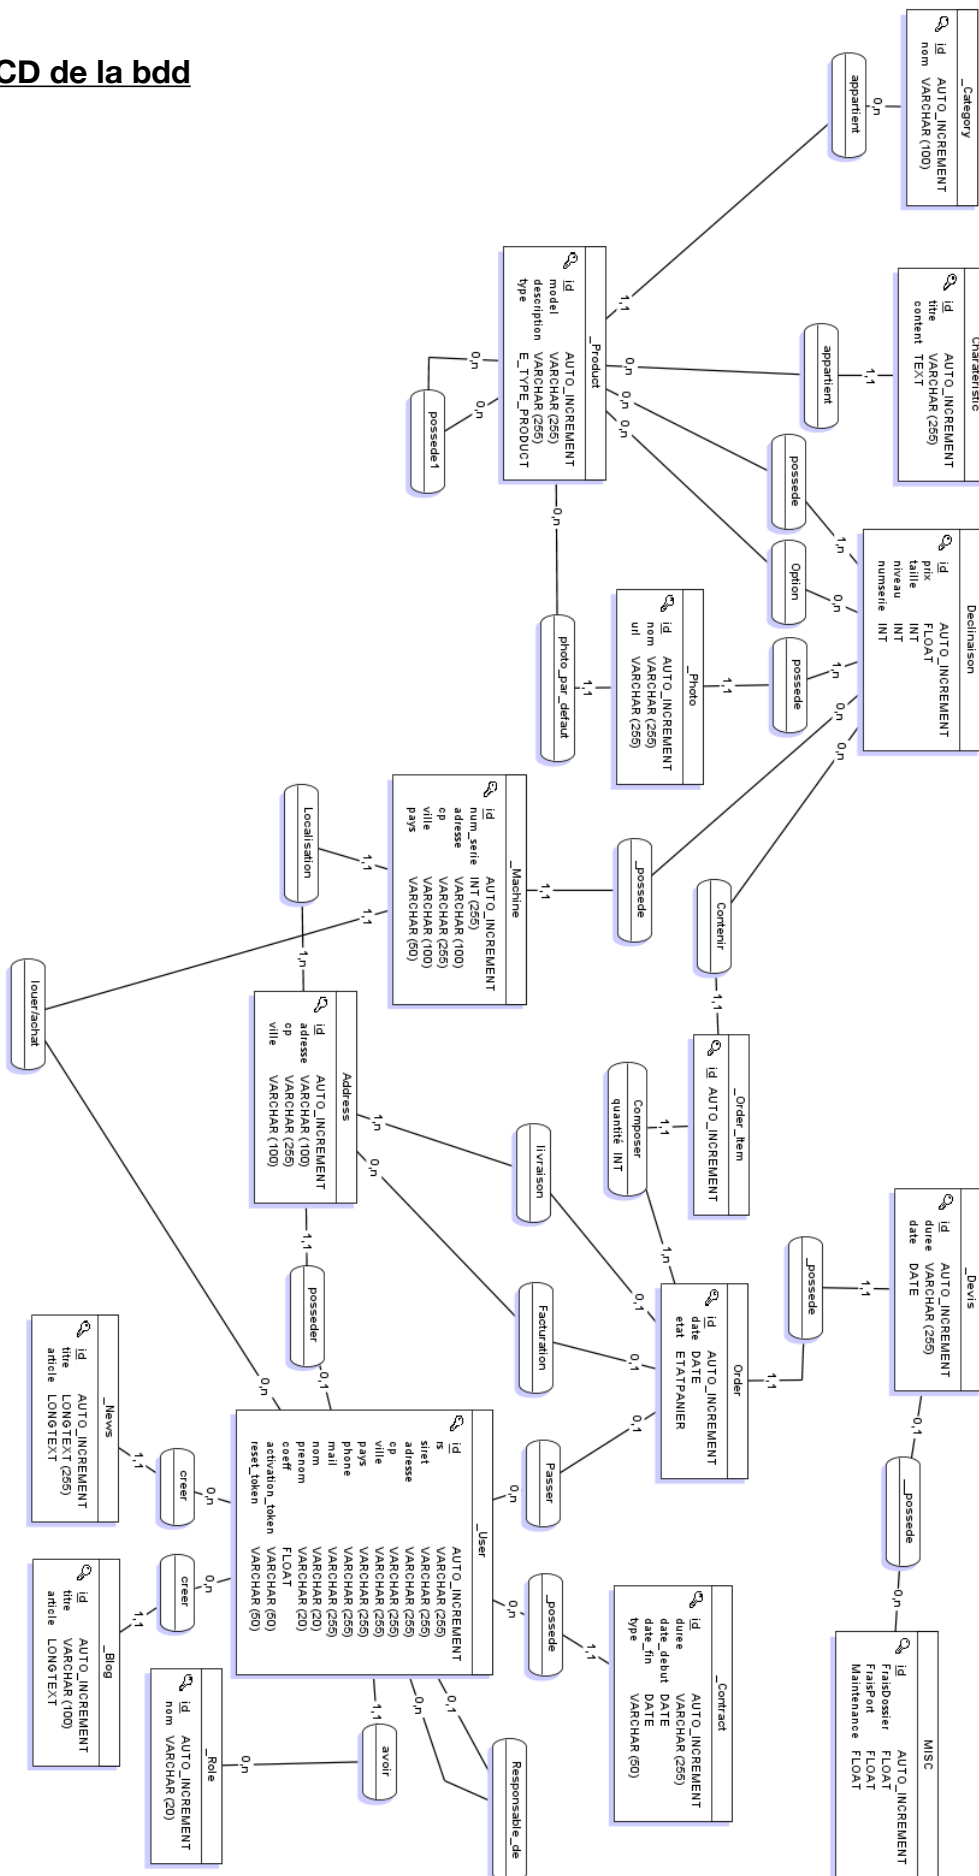 CD de la bdd
_Category
id AUTO_INCREMENT
nom VARCHAR (100)
appartient
0,n
1,1
Charateristic
id AUTO_INCREMENT
titre VARCHAR (255)
content TEXT
appartient
1,1
0,n
_Product
id AUTO_INCREMENT
model VARCHAR (255)
description VARCHAR (255)
type E_TYPE_PRODUCT
possede1
0,n
0,n
possede
0,n
1,n
Option
0,n
0,n
Declinaison
id AUTO_INCREMENT
prix FLOAT
taille INT
niveau INT
numserie INT
possede
1,n
1,1
_Photo
id AUTO_INCREMENT
nom VARCHAR (255)
url VARCHAR (255)
photo_par_defaut
0,n
1,1
_possede
0,n
1,1
_Machine
id AUTO_INCREMENT
num_serie INT (255)
adresse VARCHAR (100)
cp VARCHAR (255)
ville VARCHAR (100)
pays VARCHAR (50)
Localisation
1,1
1,n
louer/achat
1,1
0,n
Contenir
0,n
1,1
_Order_Item
id AUTO_INCREMENT
Composer
quantité INT
1,1
1,n
Address
id AUTO_INCREMENT
adresse VARCHAR (100)
cp VARCHAR (255)
ville VARCHAR (100)
livraison
1,n
0,1
Facturation
0,n
0,1
posseder
1,1
0,1
Order
id AUTO_INCREMENT
date DATE
etat ETATPANIER
_possede
1,1
1,1
_Devis
id AUTO_INCREMENT
duree VARCHAR (255)
date DATE
__possede
0,1
0,n
MISC
id AUTO_INCREMENT
FraisDossier FLOAT
FraisPort FLOAT
Maintenance FLOAT
Passer
0,1
0,n
_User
id AUTO_INCREMENT
rs VARCHAR (255)
siret VARCHAR (255)
adresse VARCHAR (255)
cp VARCHAR (255)
ville VARCHAR (255)
pays VARCHAR (255)
phone VARCHAR (255)
mail VARCHAR (255)
nom VARCHAR (20)
prenom VARCHAR (20)
coeff FLOAT
activation_token VARCHAR (50)
reset_token VARCHAR (50)
_possede
0,n
1,1
_Contract
id AUTO_INCREMENT
duree VARCHAR (255)
date_debut DATE
date_fin DATE
type VARCHAR (50)
creer
0,n
1,1
_News
id AUTO_INCREMENT
titre LONGTEXT (255)
article LONGTEXT
creer
0,n
1,1
_Blog
id AUTO_INCREMENT
titre VARCHAR (100)
article LONGTEXT
avoir
1,1
0,n
_Role
id AUTO_INCREMENT
nom VARCHAR (20)
Responsable_de
0,1
0,n